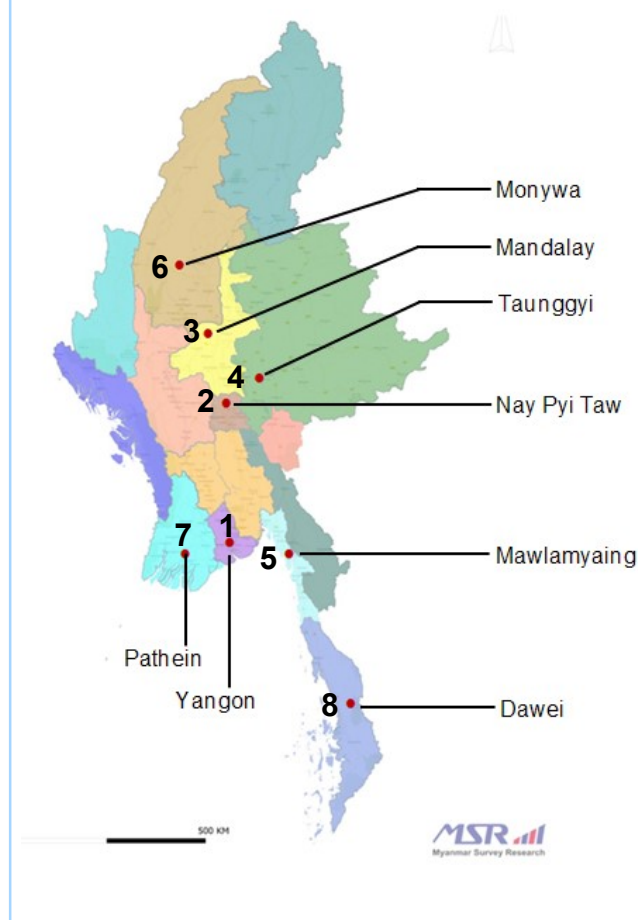 Monywa
6
Mandalay
3
Taunggyi
4
2
Nay Pyi Taw
1
7
5
Mawlamyaing
Pathein
Yangon
8
Dawei
500 KM
MSR
Myanmar Survey Research